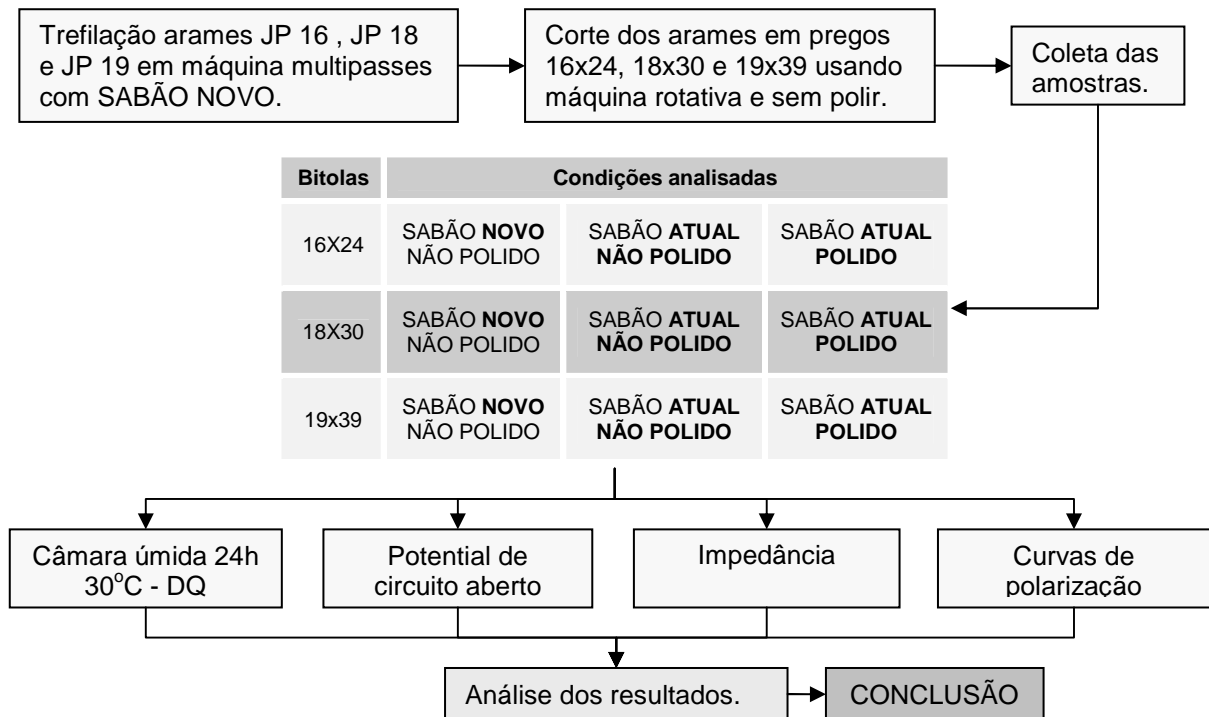 Trefilação arames JP 16 , JP 18
e JP 19 em máquina multipasses
com SABÃO NOVO.
Corte dos arames em pregos
16x24, 18x30 e 19x39 usando
máquina rotativa e sem polir.
Coleta das
amostras.
Bitolas
Condições analisadas
16X24
SABÃO NOVO
NÃO POLIDO
SABÃO ATUAL
NÃO POLIDO
SABÃO ATUAL
POLIDO
18X30
SABÃO NOVO
NÃO POLIDO
SABÃO ATUAL
NÃO POLIDO
SABÃO ATUAL
POLIDO
19x39
SABÃO NOVO
NÃO POLIDO
SABÃO ATUAL
NÃO POLIDO
SABÃO ATUAL
POLIDO
Câmara úmida 24h
30°C - DQ
Potential de
circuito aberto
Impedância
Curvas de
polarização
Análise dos resultados.
CONCLUSÃO